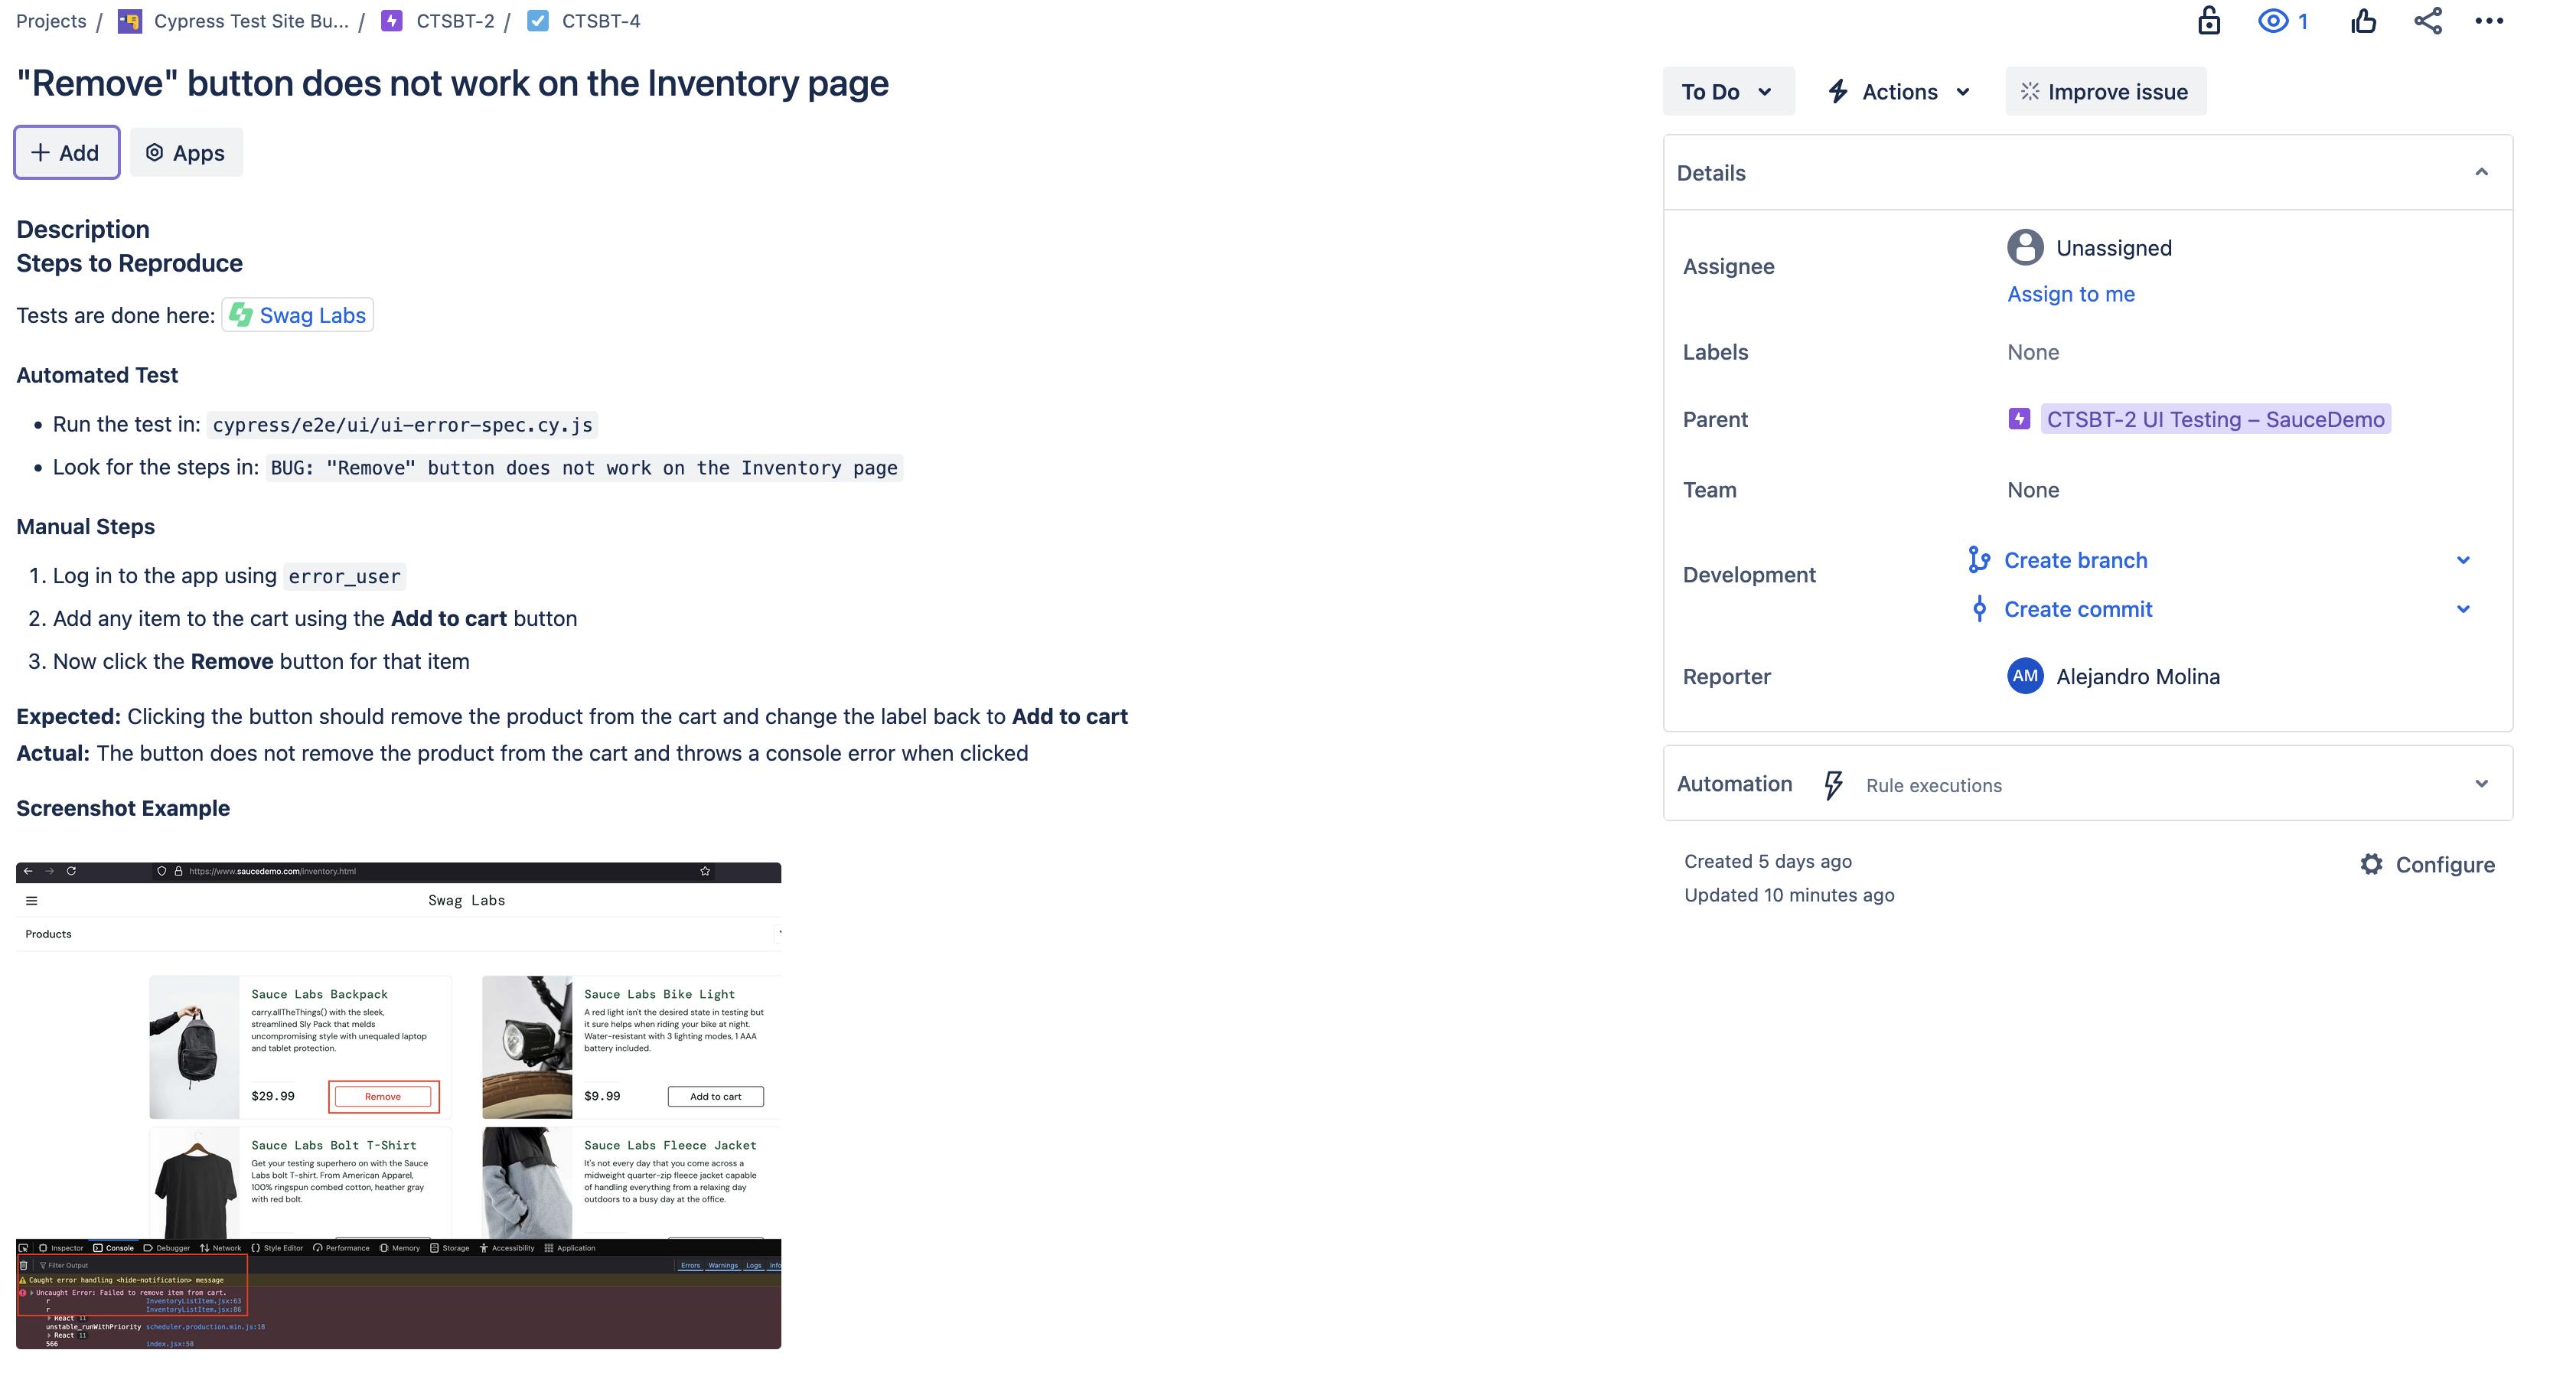 Projects / Cypress Test Site Bu... / CTSBT-2 / CTSBT-4
1
"Remove" button does not work on the Inventory page
Add
Apps
Description
Steps to Reproduce
Tests are done here: Swag Labs
Automated Test
• Run the test in: cypress/e2e/ui/ui-error-spec.cy.js
• Look for the steps in: BUG: "Remove" button does not work on the Inventory page
Manual Steps
1. Log in to the app using error_user
2. Add any item to the cart using the Add to cart button
3. Now click the Remove button for that item
Expected: Clicking the button should remove the product from the cart and change the label back to Add to cart
Actual: The button does not remove the product from the cart and throws a console error when clicked
Screenshot Example
https://www.saucedemo.com/inventory.html
Swag Labs
Products
Sauce Labs Backpack
carry.allTheThings() with the sleek,
streamlined Sly Pack that melds
uncompromising style with unequaled laptop
and tablet protection.
$29.99
Remove
Sauce Labs Bike Light
A red light isn't the desired state in testing but
it sure helps when riding your bike at night.
Water-resistant with 3 lighting modes, 1 AAA
battery included.
$9.99
Add to cart
Sauce Labs Bolt T-Shirt
Get your testing superhero on with the Sauce
Labs bolt T-shirt. From American Apparel,
100% ringspun combed cotton, heather gray
with red bolt.
Sauce Labs Fleece Jacket
It's not every day that you come across a
midweight quarter-zip fleece jacket capable
of handling everything from a relaxing day
outdoors to a busy day at the office.
Inspector Console Debugger Network Style Editor Performance Memory Storage Accessibility Application
Filter Output
Errors Warnings Logs Info
Caught error handling <hide-notification> message
Uncaught Error: Failed to remove item from cart.
r InventoryListItem.jsx:63
r InventoryListItem.jsx:86
React 11
unstable_runWithPriority scheduler.production.min.js:18
React 11
566 index.jsx:58
To Do
Actions
Improve issue
Details
Assignee
Unassigned
Assign to me
Labels
None
Parent
CTSBT-2 UI Testing – SauceDemo
Team
None
Development
Create branch
Create commit
Reporter
AM
Alejandro Molina
Automation
Rule executions
Created 5 days ago
Updated 10 minutes ago
Configure